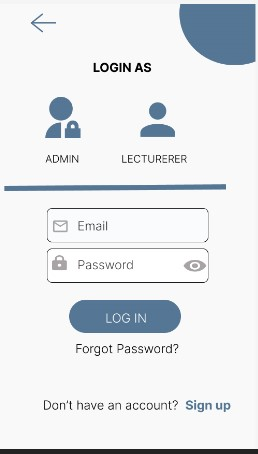 LOGIN AS
ADMIN LECTURERER
Email
Password
LOG IN
Forgot Password?
Don't have an account? Sign up